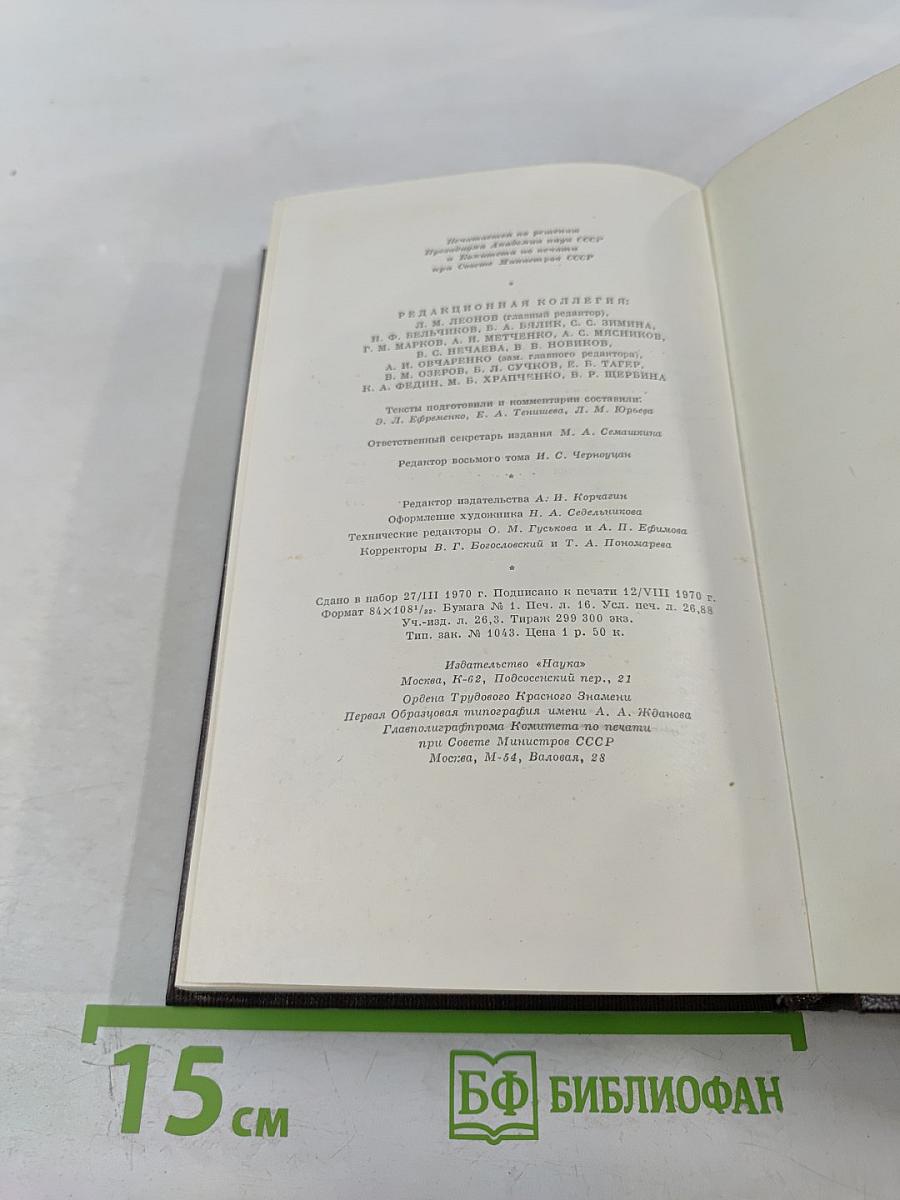 Печатается по решению
Президиума Академии наук СССР
и Комитета по печати
при Совете Министров СССР
*
РЕДАКЦИОННАЯ КОЛЛЕГИЯ:
Л. М. ЛЕОНОВ (главный редактор),
Н. Ф. БЕЛЬЧИКОВ, Б. А. БЯЛИК, С. С. ЗИМИНА,
Г. М. МАРКОВ, А. И. МЕТЧЕНКО, А. С. МЯСНИКОВ,
В. С. НЕЧАЕВА, В. В. НОВИКОВ,
А. И. ОВЧАРЕНКО (зам. главного редактора),
В. М. ОЗЕРОВ, Б. Л. СУЧКОВ, Е. Б. ТАГЕР,
К. А. ФЕДИН, М. Б. ХРАПЧЕНКО, В. Р. ЩЕРБИНА
Тексты подготовили и комментарии составили:
Э. Л. Ефременко, Е. А. Тенишева, Л. М. Юрьева
Ответственный секретарь издания М. А. Семашкина
Редактор восьмого тома И. С. Черноуцан
*
Редактор издательства А. И. Корчагин
Оформление художника Н. А. Седельникова
Технические редакторы О. М. Гуськова и А. П. Ефимова
Корректоры В. Г. Богословский и Т. А. Пономарева
*
Сдано в набор 27/III 1970 г. Подписано к печати 12/VIII 1970 г.
Формат 84×108¹/₃₂. Бумага № 1. Печ. л. 16. Усл. печ. л. 26,88
Уч.-изд. л. 26,3. Тираж 299 300 экз.
Тип. зак. № 1043. Цена 1 р. 50 к.
Издательство «Наука»
Москва, К-62, Подсосенский пер., 21
Ордена Трудового Красного Знамени
Первая Образцовая типография имени А. А. Жданова
Главполиграфпрома Комитета по печати
при Совете Министров СССР
Москва, М-54, Валовая, 28
15 см
БФ БИБЛИОФАН